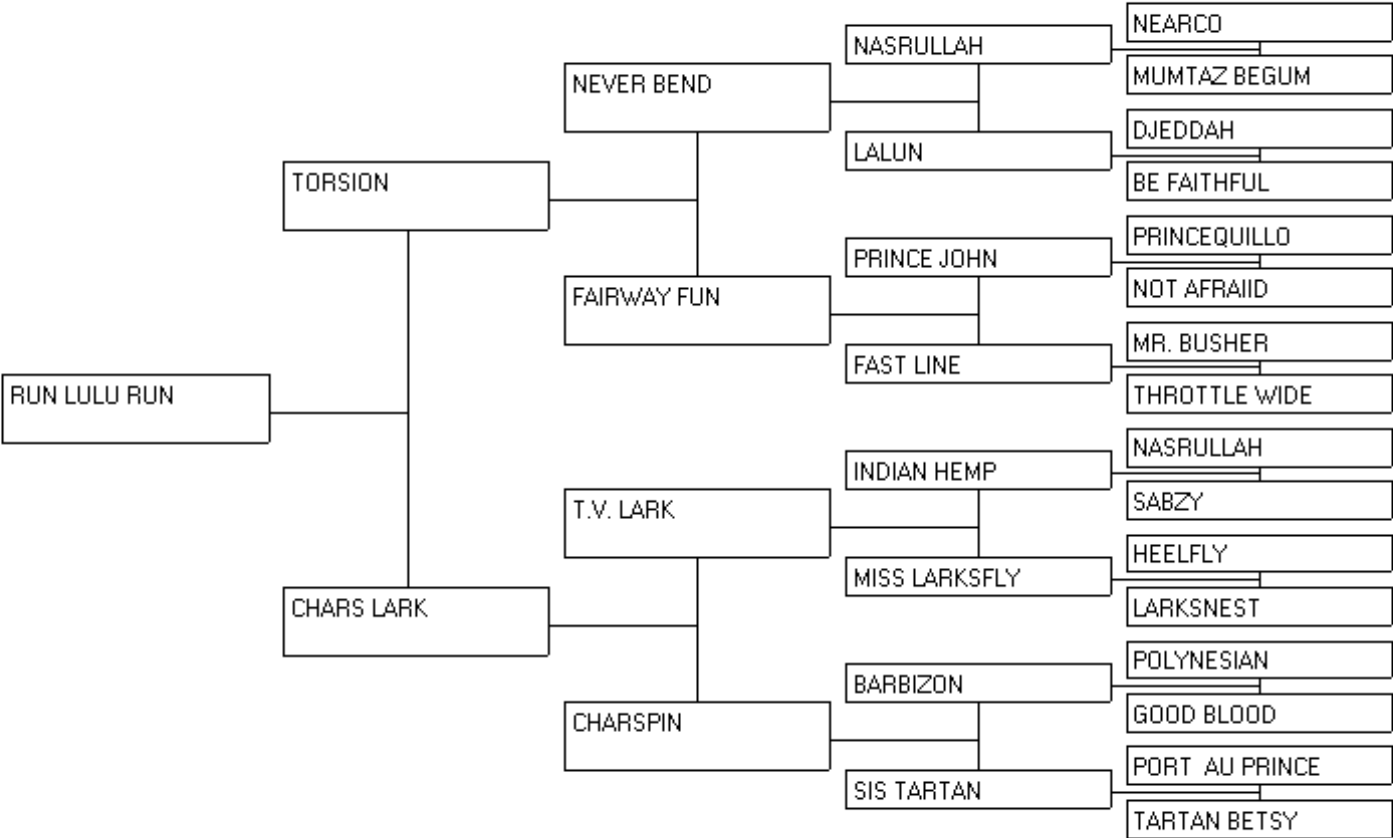 NEARCO
NASRULLAH
MUMTAZ BEGUM
NEVER BEND
DJEDDAH
LALUN
BE FAITHFUL
TORSION
PRINCEQUILLO
PRINCE JOHN
NOT AFRAIID
FAIRWAY FUN
MR. BUSHER
FAST LINE
THROTTLE WIDE
RUN LULU RUN
NASRULLAH
INDIAN HEMP
SABZY
T.V. LARK
HEELFLY
MISS LARKSFLY
LARKSNEST
CHARS LARK
POLYNESIAN
BARBIZON
GOOD BLOOD
CHARSPIN
PORT  AU PRINCE
SIS TARTAN
TARTAN BETSY